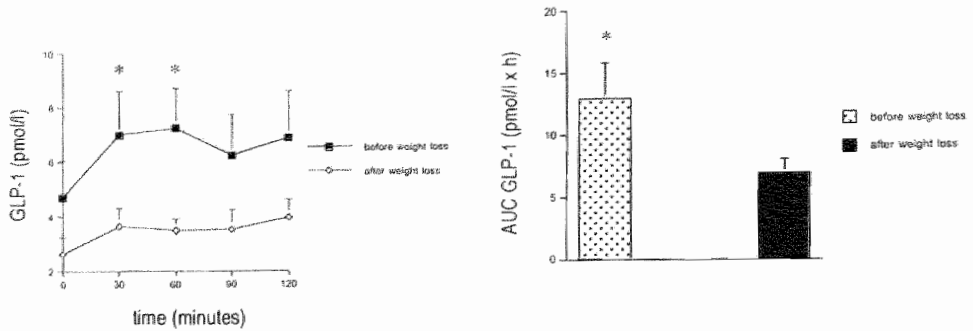 10
8
6
4
2
GLP-1 (pmol/l)
* *
0 30 60 90 120
time (minutes)
before weight loss
after weight loss
20
15
10
5
0
AUC GLP-1 (pmol/l x h)
*
before weight loss
after weight loss